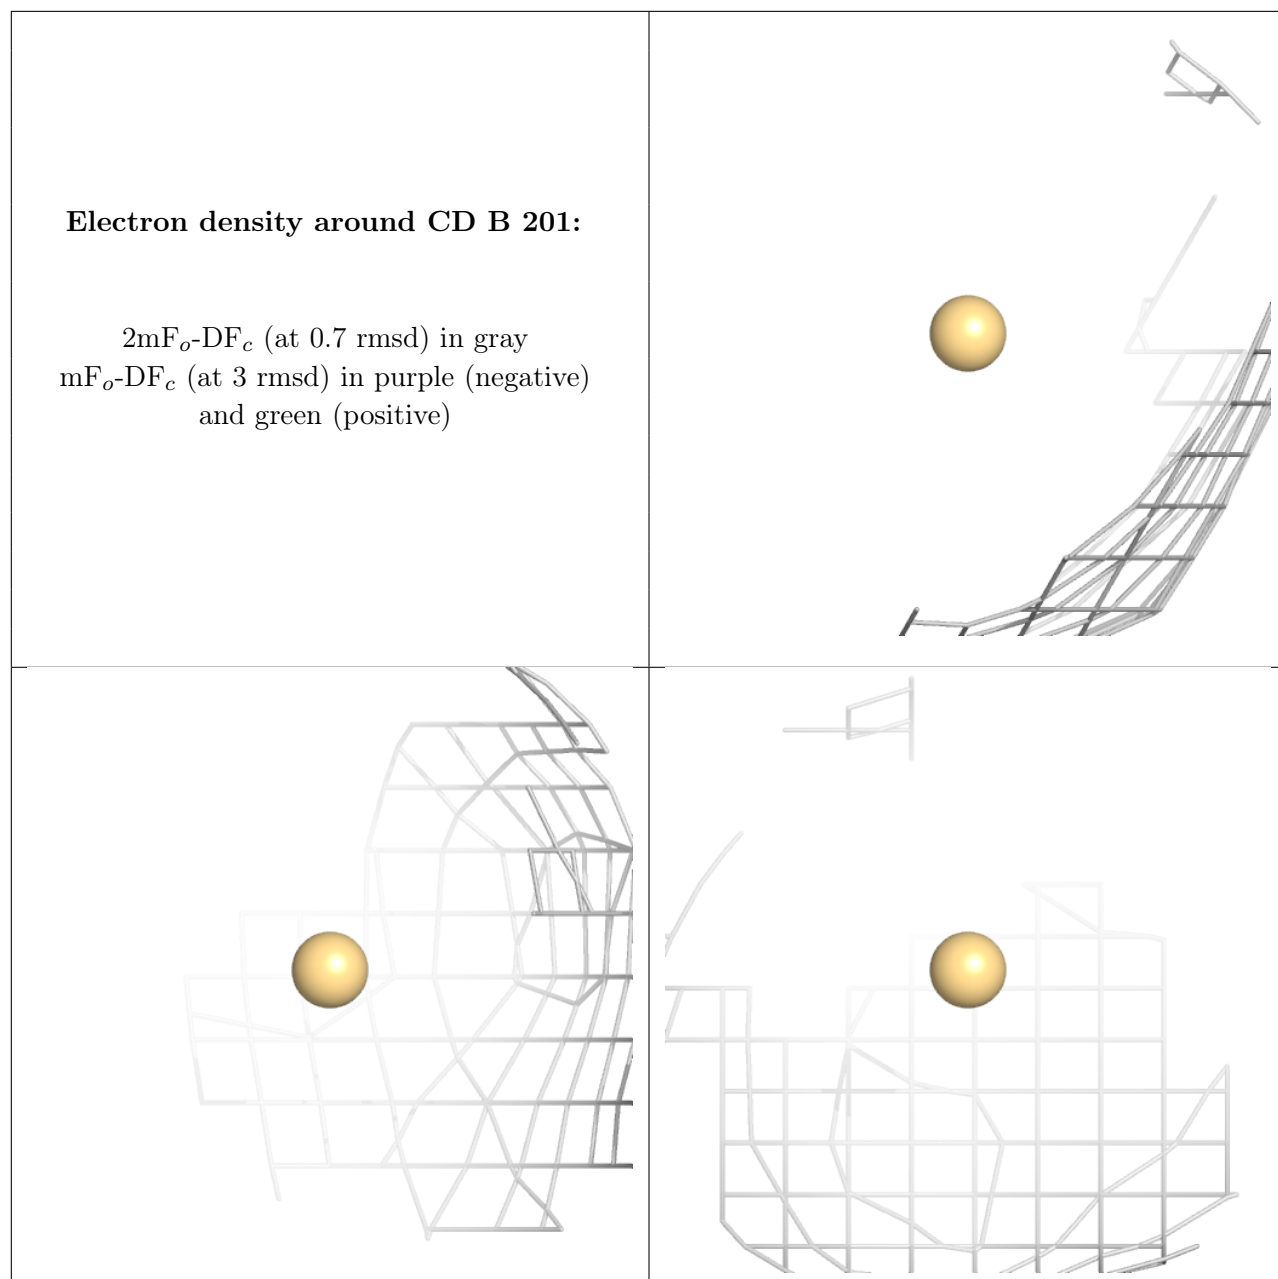 Electron density around CD B 201:
2mFo-DFc (at 0.7 rmsd) in gray
mFo-DFc (at 3 rmsd) in purple (negative)
and green (positive)